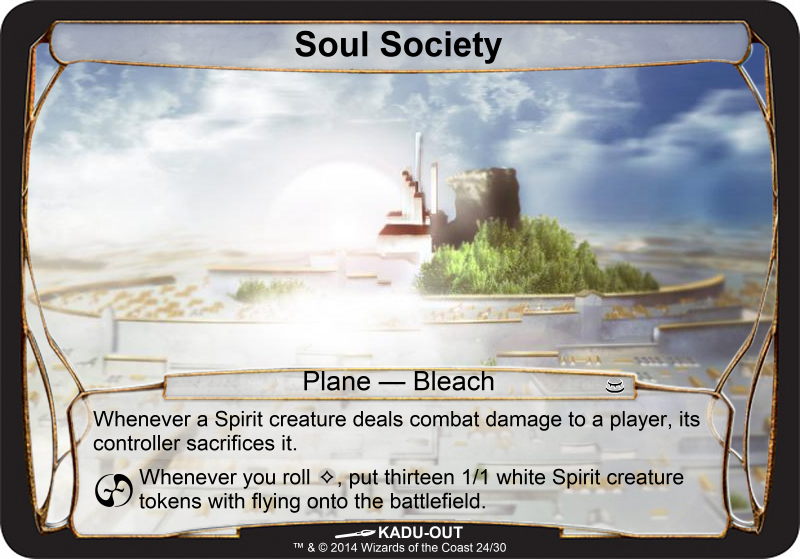 Soul Society
Plane — Bleach
Whenever a Spirit creature deals combat damage to a player, its
controller sacrifices it.
Whenever you roll ✧, put thirteen 1/1 white Spirit creature
tokens with flying onto the battlefield.
KADU-OUT
™ & © 2014 Wizards of the Coast 24/30